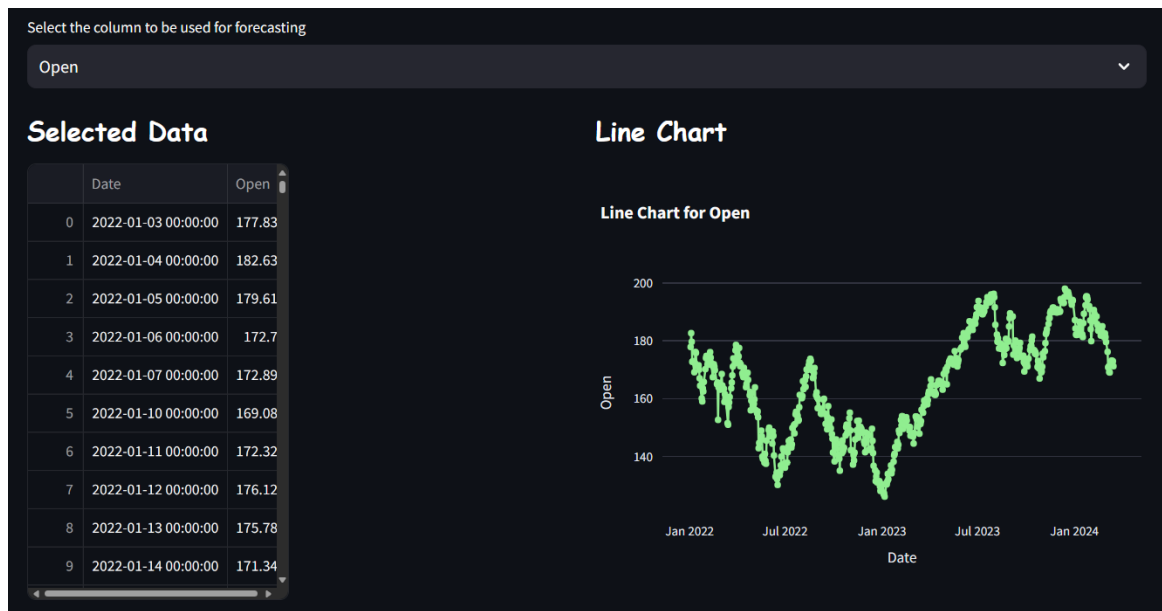 Select the column to be used for forecasting
Open
Selected Data
Date Open
0 2022-01-03 00:00:00 177.83
1 2022-01-04 00:00:00 182.63
2 2022-01-05 00:00:00 179.61
3 2022-01-06 00:00:00 172.7
4 2022-01-07 00:00:00 172.89
5 2022-01-10 00:00:00 169.08
6 2022-01-11 00:00:00 172.32
7 2022-01-12 00:00:00 176.12
8 2022-01-13 00:00:00 175.78
9 2022-01-14 00:00:00 171.34
Line Chart
Line Chart for Open
200
180
160
140
Open
Jan 2022 Jul 2022 Jan 2023 Jul 2023 Jan 2024
Date